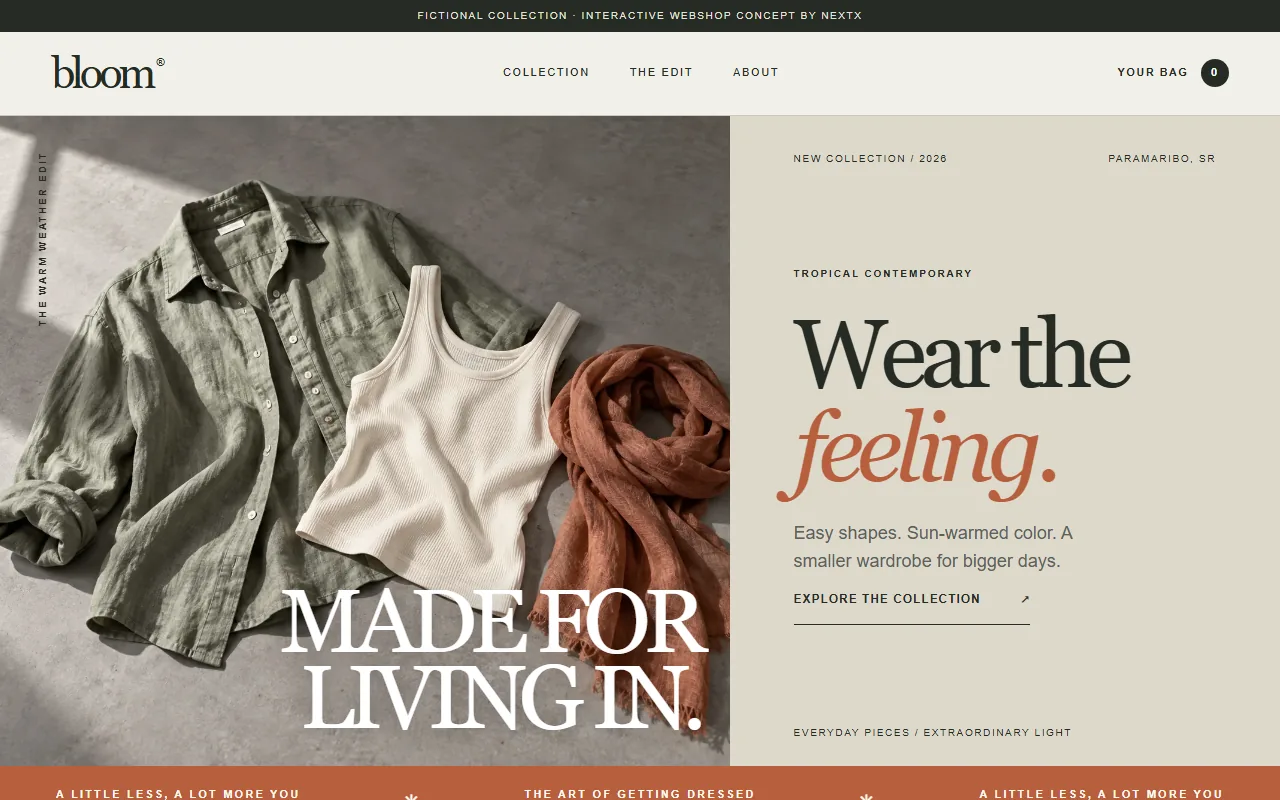 FICTIONAL COLLECTION · INTERACTIVE WEBSHOP CONCEPT BY NEXTX
bloom®
COLLECTION
THE EDIT
ABOUT
YOUR BAG 0
THE WARM WEATHER EDIT
MADE FOR
LIVING IN.
NEW COLLECTION / 2026
PARAMARIBO, SR
TROPICAL CONTEMPORARY
Wear the
feeling.
Easy shapes. Sun-warmed color. A
smaller wardrobe for bigger days.
EXPLORE THE COLLECTION ↗
EVERYDAY PIECES / EXTRAORDINARY LIGHT
A LITTLE LESS, A LOT MORE YOU * THE ART OF GETTING DRESSED * A LITTLE LESS, A LOT MORE YOU